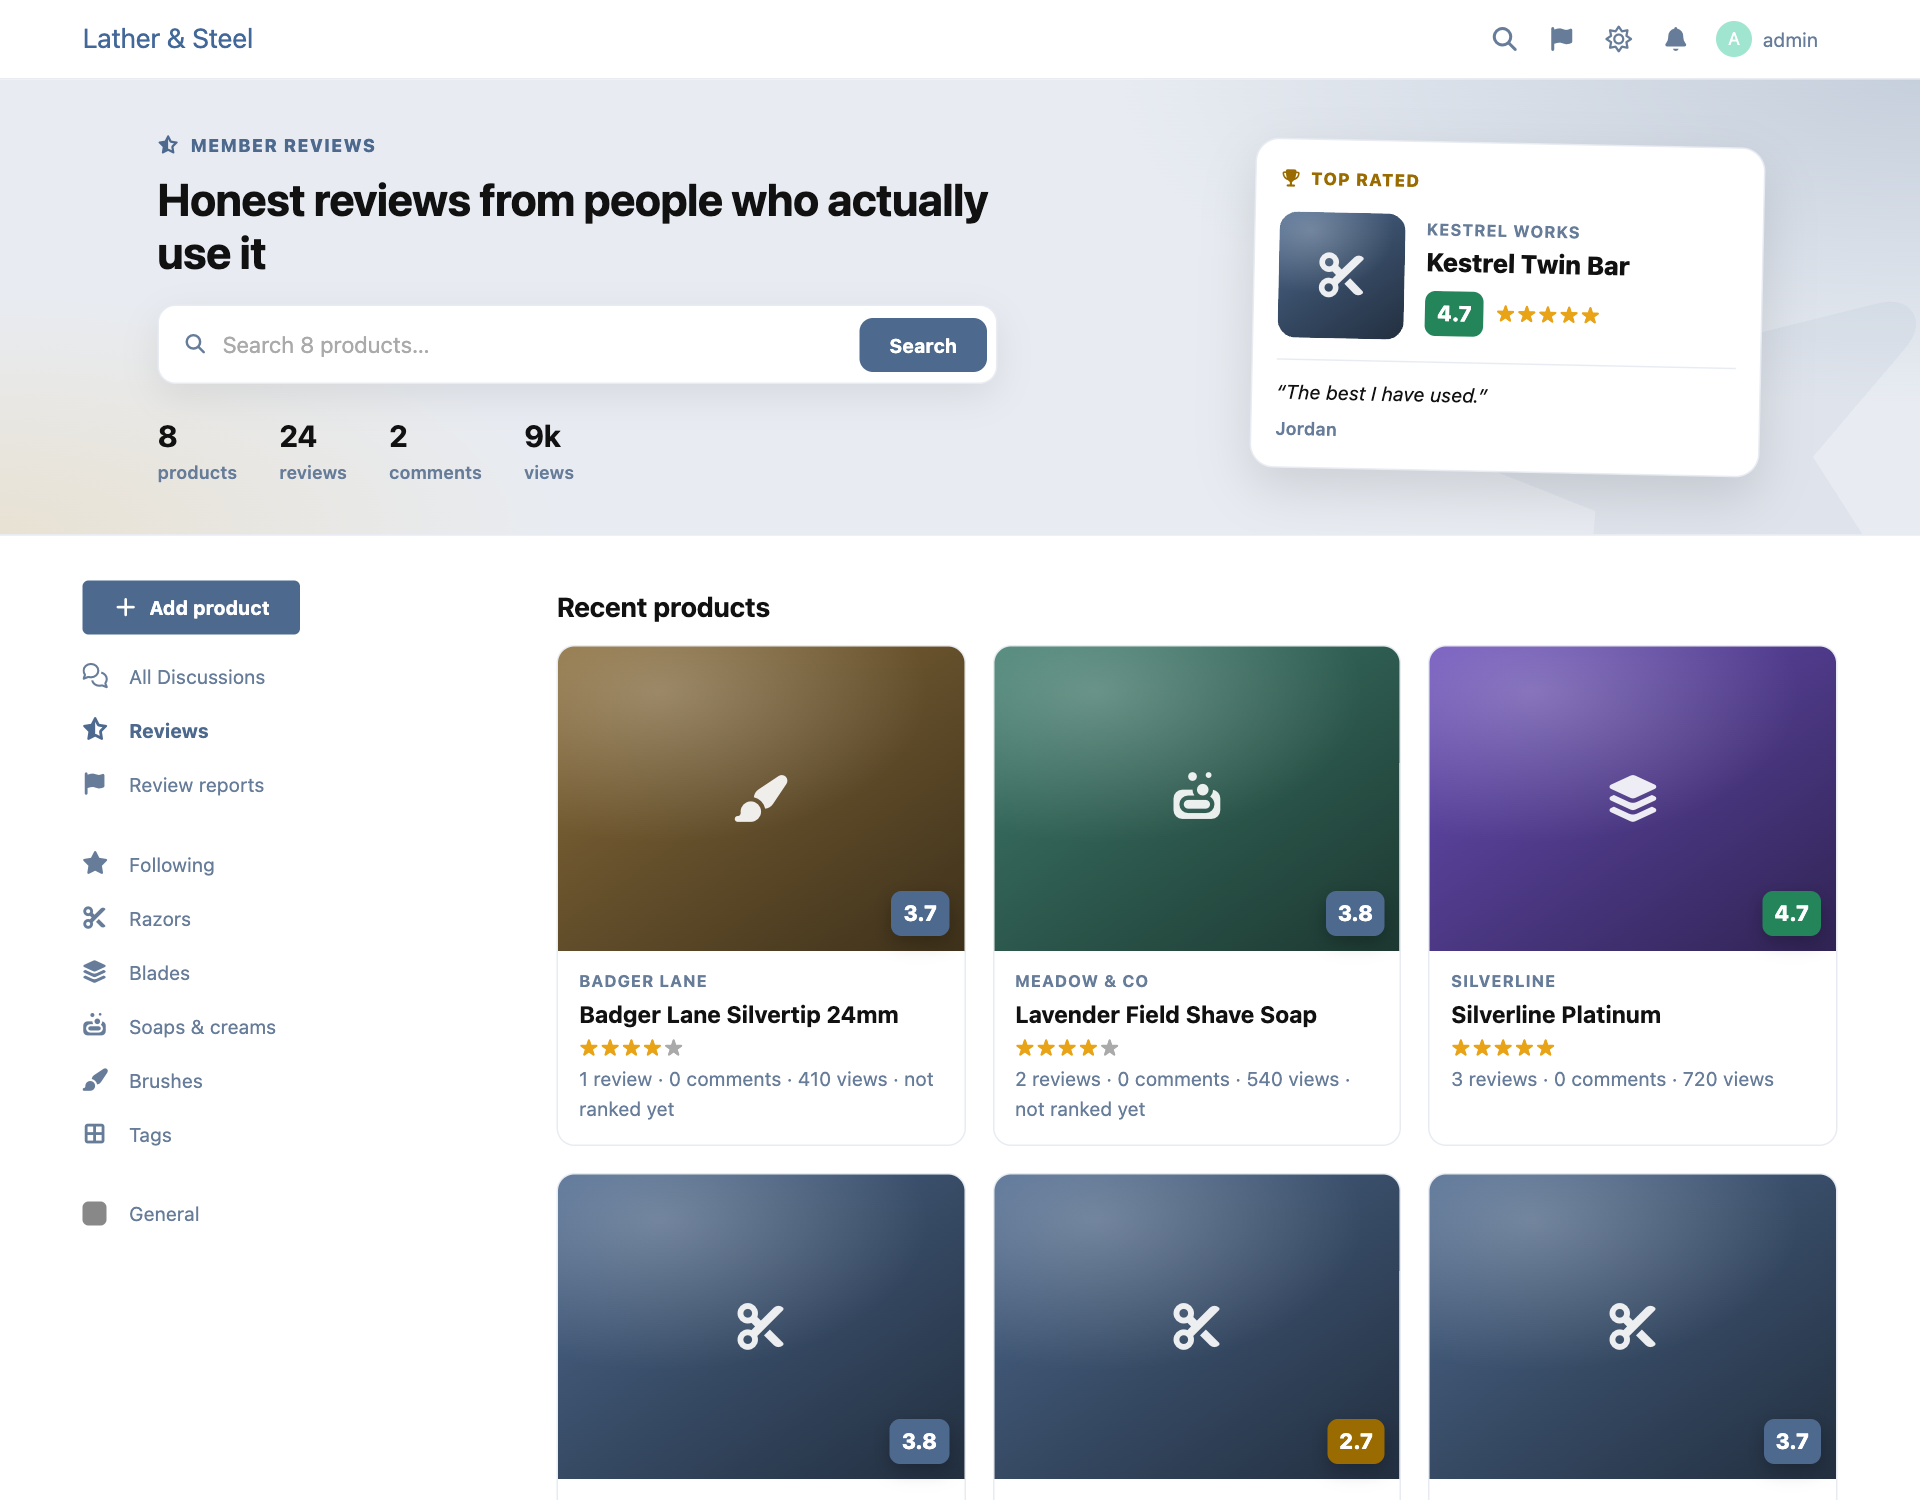 Lather & Steel
A
admin
MEMBER REVIEWS
Honest reviews from people who actually
use it
Search 8 products...
Search
8
products
24
reviews
2
comments
9k
views
TOP RATED
KESTREL WORKS
Kestrel Twin Bar
4.7
“The best I have used.”
Jordan
Add product
All Discussions
Reviews
Review reports
Following
Razors
Blades
Soaps & creams
Brushes
Tags
General
Recent products
3.7
BADGER LANE
Badger Lane Silvertip 24mm
1 review · 0 comments · 410 views · not
ranked yet
3.8
MEADOW & CO
Lavender Field Shave Soap
2 reviews · 0 comments · 540 views ·
not ranked yet
4.7
SILVERLINE
Silverline Platinum
3 reviews · 0 comments · 720 views
3.8
2.7
3.7